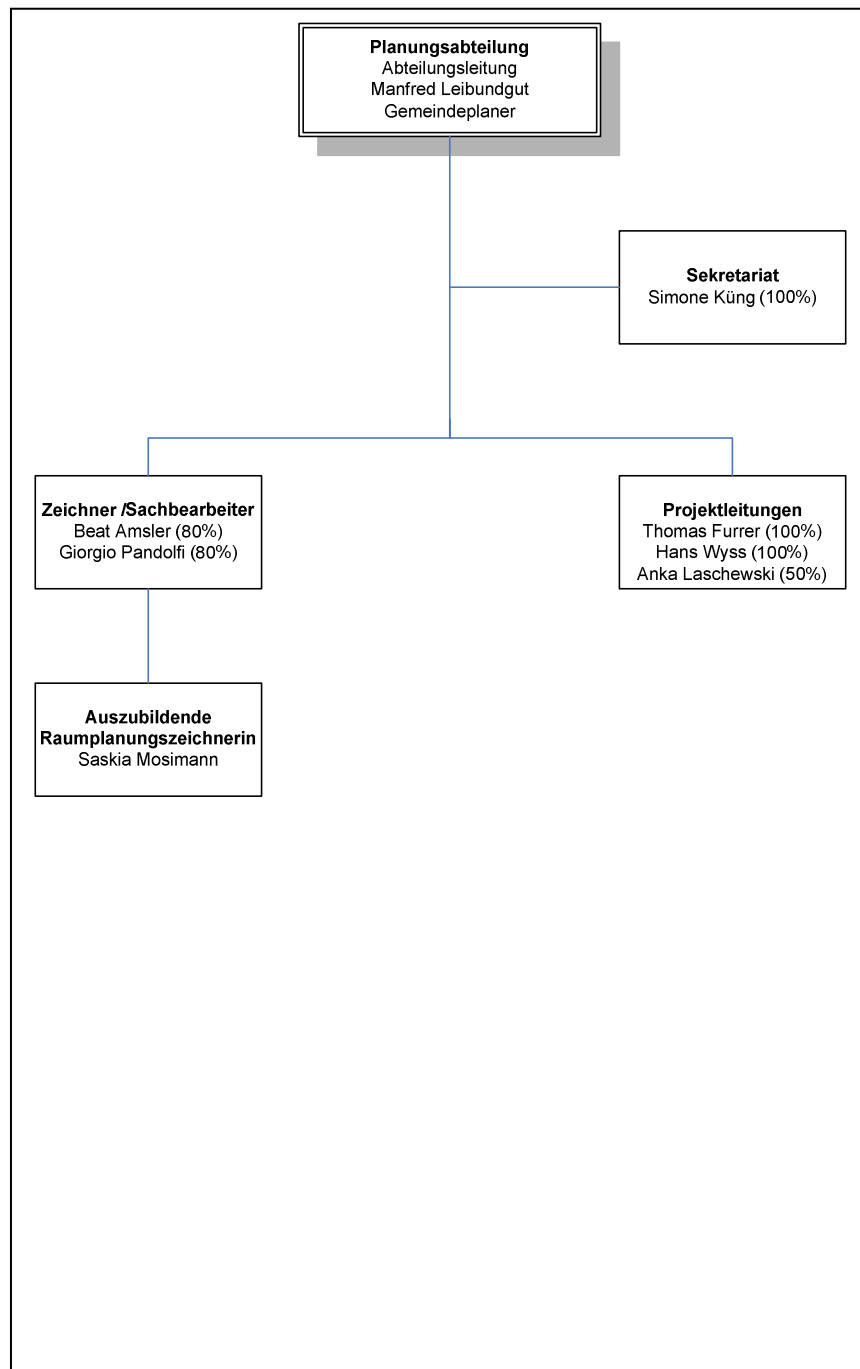 Planungsabteilung
Abteilungsleitung
Manfred Leibundgut
Gemeindeplaner
Sekretariat
Simone Küng (100%)
Zeichner /Sachbearbeiter
Beat Amsler (80%)
Giorgio Pandolfi (80%)
Projektleitungen
Thomas Furrer (100%)
Hans Wyss (100%)
Anka Laschewski (50%)
Auszubildende
Raumplanungszeichnerin
Saskia Mosimann